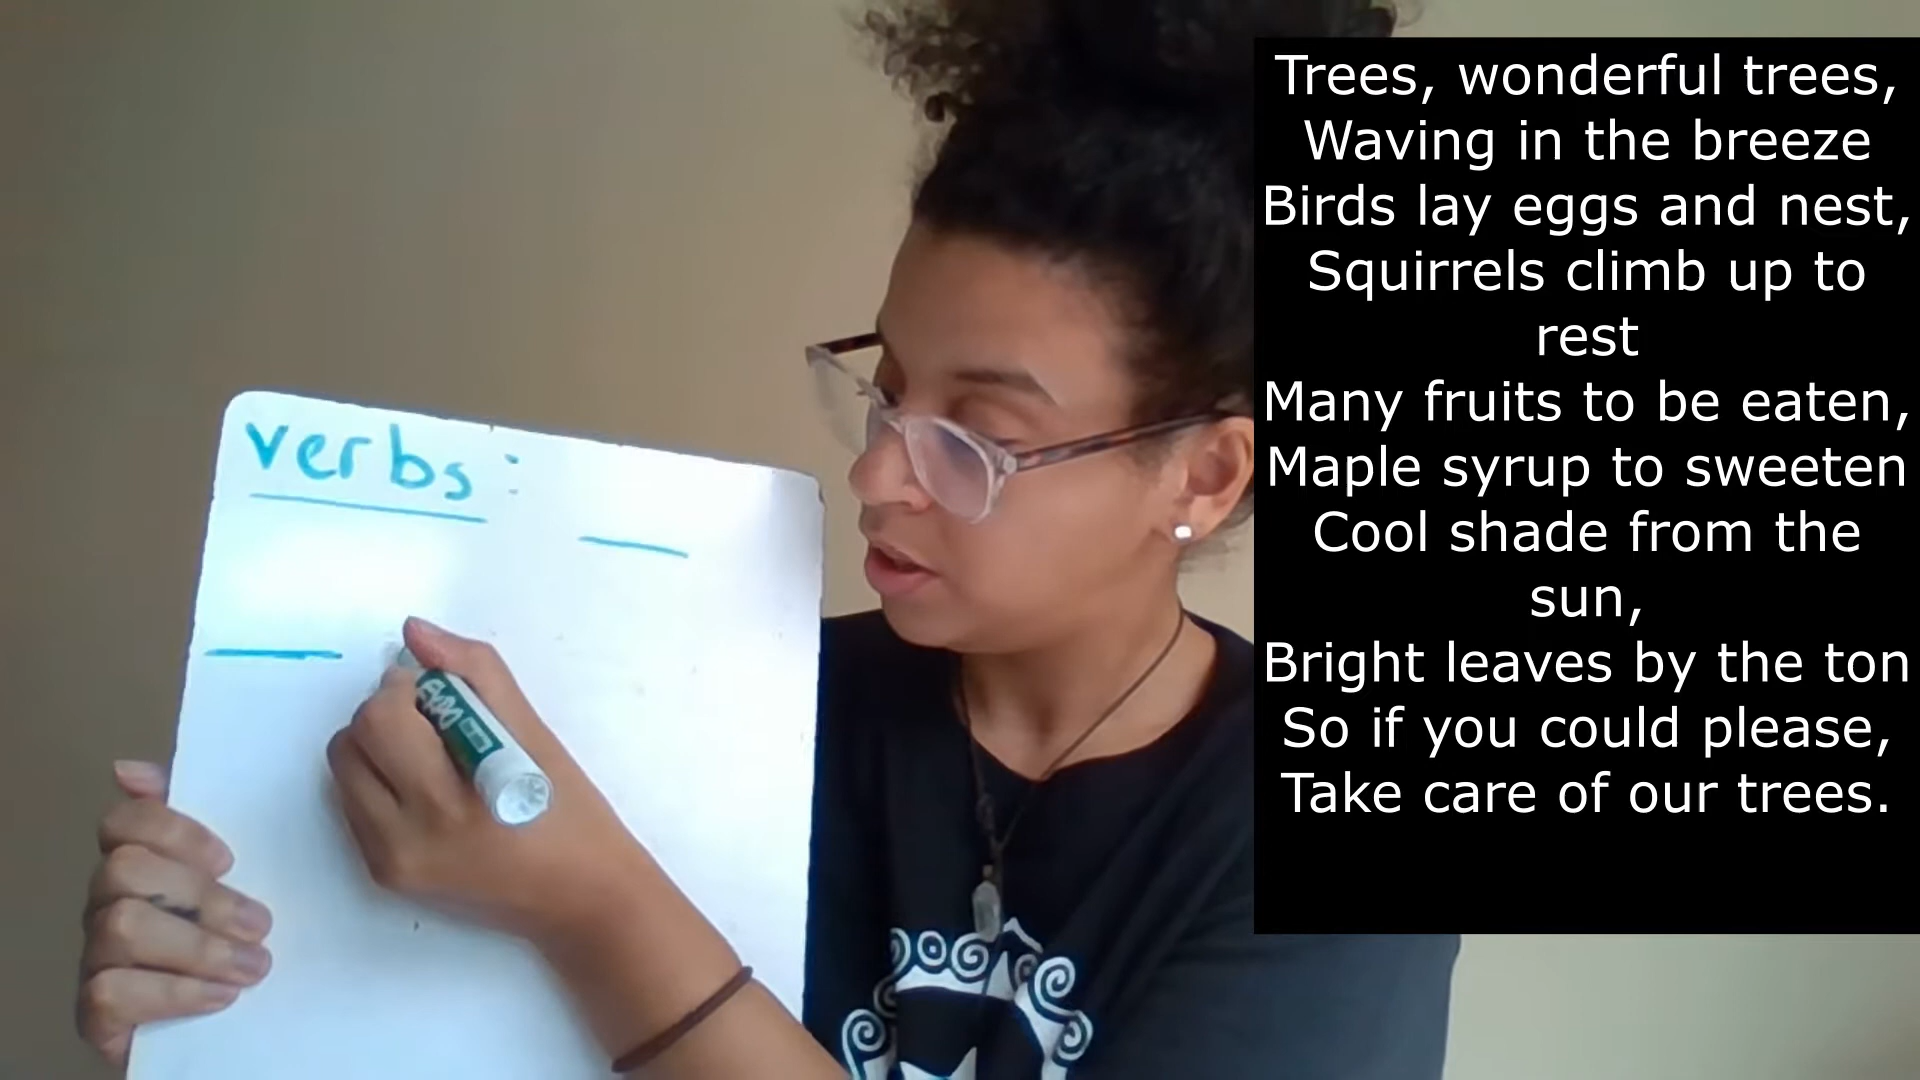 Trees, wonderful trees,
Waving in the breeze
Birds lay eggs and nest,
Squirrels climb up to
rest
Many fruits to be eaten,
Maple syrup to sweeten
Cool shade from the
sun,
Bright leaves by the ton
So if you could please,
Take care of our trees.
verbs:
EXPO